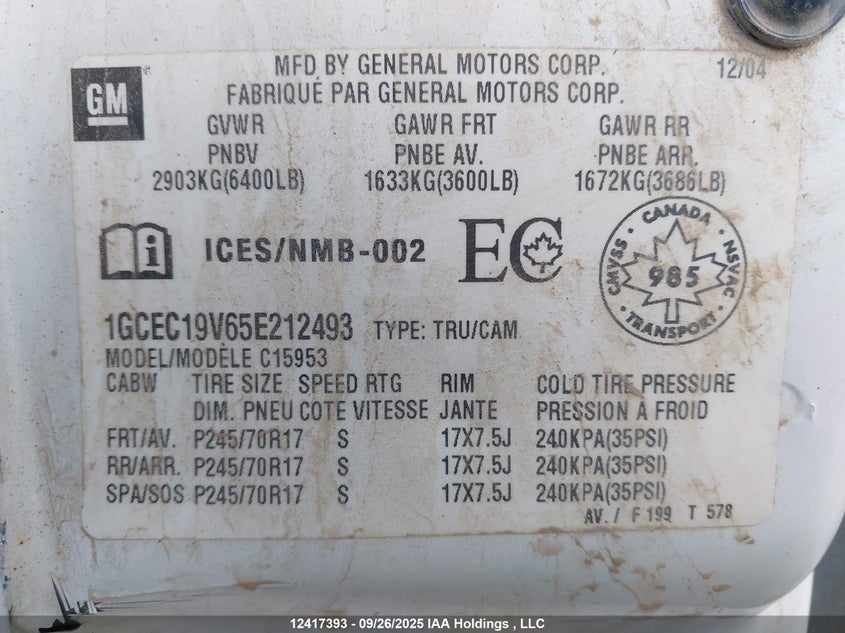 GM
MFD BY GENERAL MOTORS CORP. 12/04
FABRIQUÉ PAR GENERAL MOTORS CORP.
GVWR GAWR FRT GAWR RR
PNBV PNBE AV. PNBE ARR.
2903KG(6400LB) 1633KG(3600LB) 1672KG(3686LB)
i ICES/NMB-002 EC
CANADA
CMVSS 985 NSVAC
TRANSPORT
1GCEC19V65E212493 TYPE: TRU/CAM
MODEL/MODÈLE C15953
CABW TIRE SIZE SPEED RTG RIM COLD TIRE PRESSURE
DIM. PNEU COTE VITESSE JANTE PRESSION À FROID
FRT/AV. P245/70R17 S 17X7.5J 240KPA(35PSI)
RR/ARR. P245/70R17 S 17X7.5J 240KPA(35PSI)
SPA/SOS P245/70R17 S 17X7.5J 240KPA(35PSI)
AV. / F 199 T 578
12417393 - 09/26/2025 IAA Holdings , LLC